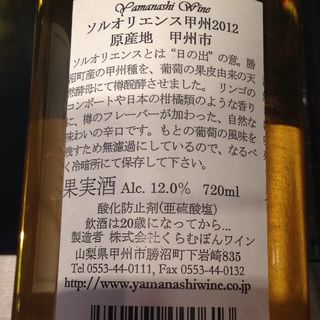 Yamanashi Wine
ソルオリエンス甲州2012
原産地 甲州市
ソルオリエンスとは“日の出”の意。勝
沼町産の甲州種を、葡萄の果皮由来の天
然酵母にて樽醗酵させました。 リンゴの
コンポートや日本の柑橘類のような香り
に、樽のフレーバーが加わった、自然な
味わいの辛口です。もとの葡萄の風味を
残すため無濾過にしているので、なるべ
く冷暗所にて保存して下さい。
果実酒 Alc. 12.0% 720ml
酸化防止剤(亜硫酸塩)
飲酒は20歳になってから...
製造者 株式会社くらむぼんワイン
山梨県甲州市勝沼町下岩崎835
Tel 0553-44-0111, Fax 0553-44-0132
http://www.yamanashiwine.co.jp